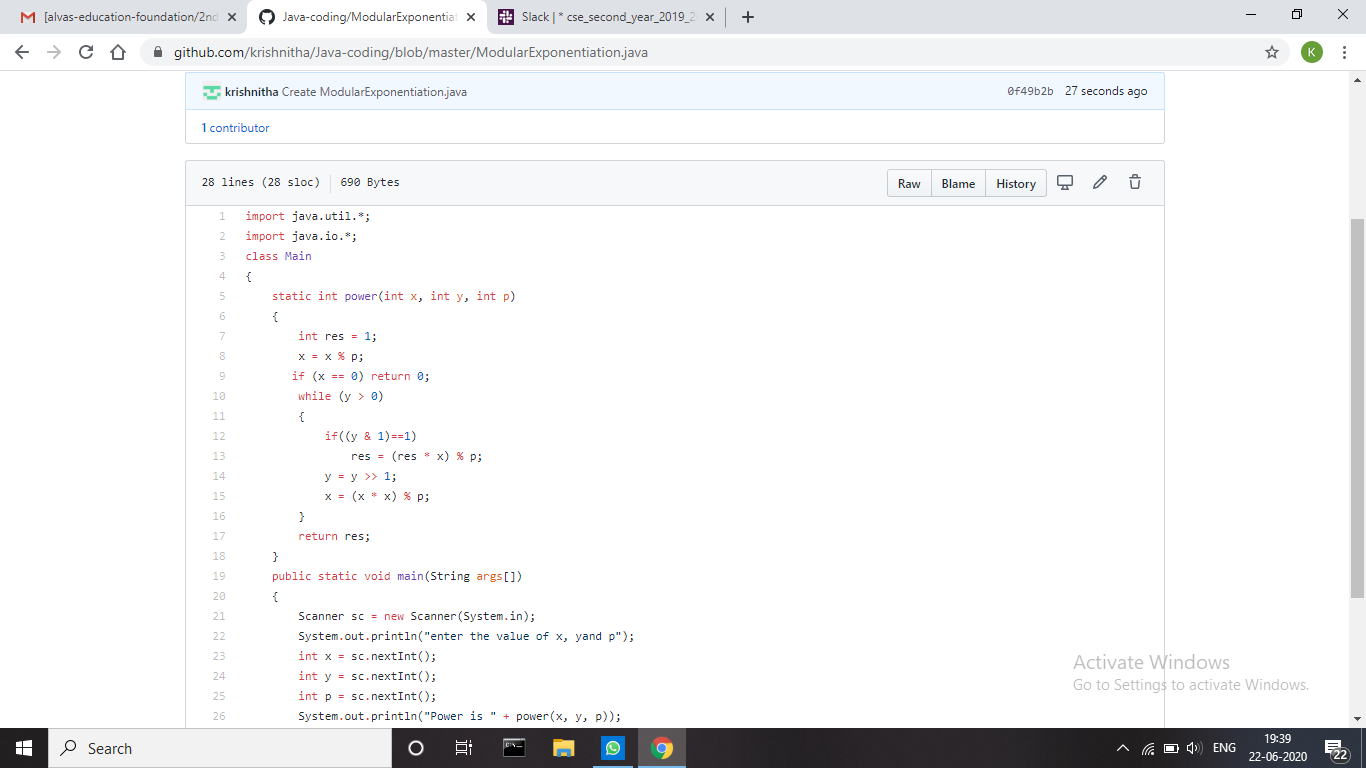 [alvas-education-foundation/2nd
Java-coding/ModularExponentiat
Slack | * cse_second_year_2019_2
github.com/krishnitha/Java-coding/blob/master/ModularExponentiation.java
K
krishnitha Create ModularExponentiation.java
0f49b2b 27 seconds ago
1 contributor
28 lines (28 sloc) 690 Bytes
Raw Blame History
1 import java.util.*;
2 import java.io.*;
3 class Main
4 {
5 static int power(int x, int y, int p)
6 {
7 int res = 1;
8 x = x % p;
9 if (x == 0) return 0;
10 while (y > 0)
11 {
12 if((y & 1)==1)
13 res = (res * x) % p;
14 y = y >> 1;
15 x = (x * x) % p;
16 }
17 return res;
18 }
19 public static void main(String args[])
20 {
21 Scanner sc = new Scanner(System.in);
22 System.out.println("enter the value of x, yand p");
23 int x = sc.nextInt();
24 int y = sc.nextInt();
25 int p = sc.nextInt();
26 System.out.println("Power is " + power(x, y, p));
Activate Windows
Go to Settings to activate Windows.
Search
ENG
19:39
22-06-2020
22